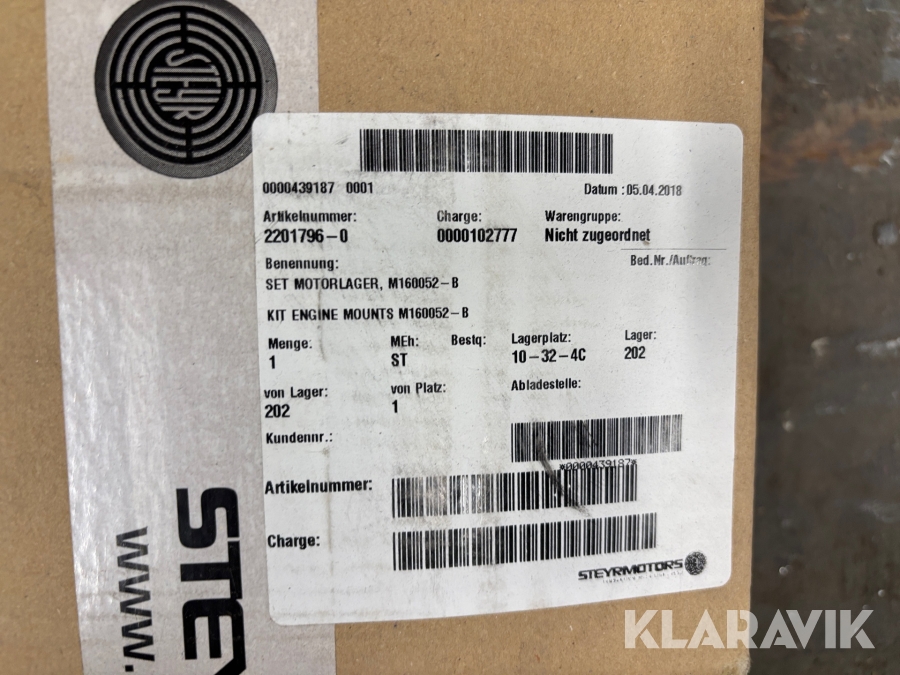 STEYR
0000439187 0001 Datum : 05.04.2018
Artikelnummer: Charge: Warengruppe:
2201796-0 0000102777 Nicht zugeordnet
Benennung: Bed.Nr./Auftrag:
SET MOTORLAGER, M160052-B
KIT ENGINE MOUNTS M160052-B
Menge: MEh: Bestq: Lagerplatz: Lager:
1 ST 10-32-4C 202
von Lager: von Platz: Abladestelle:
202 1
Kundennr.:
*0000439187*
Artikelnummer:
Charge:
STEYRMOTORS
STEY
www.
KLARAVIK